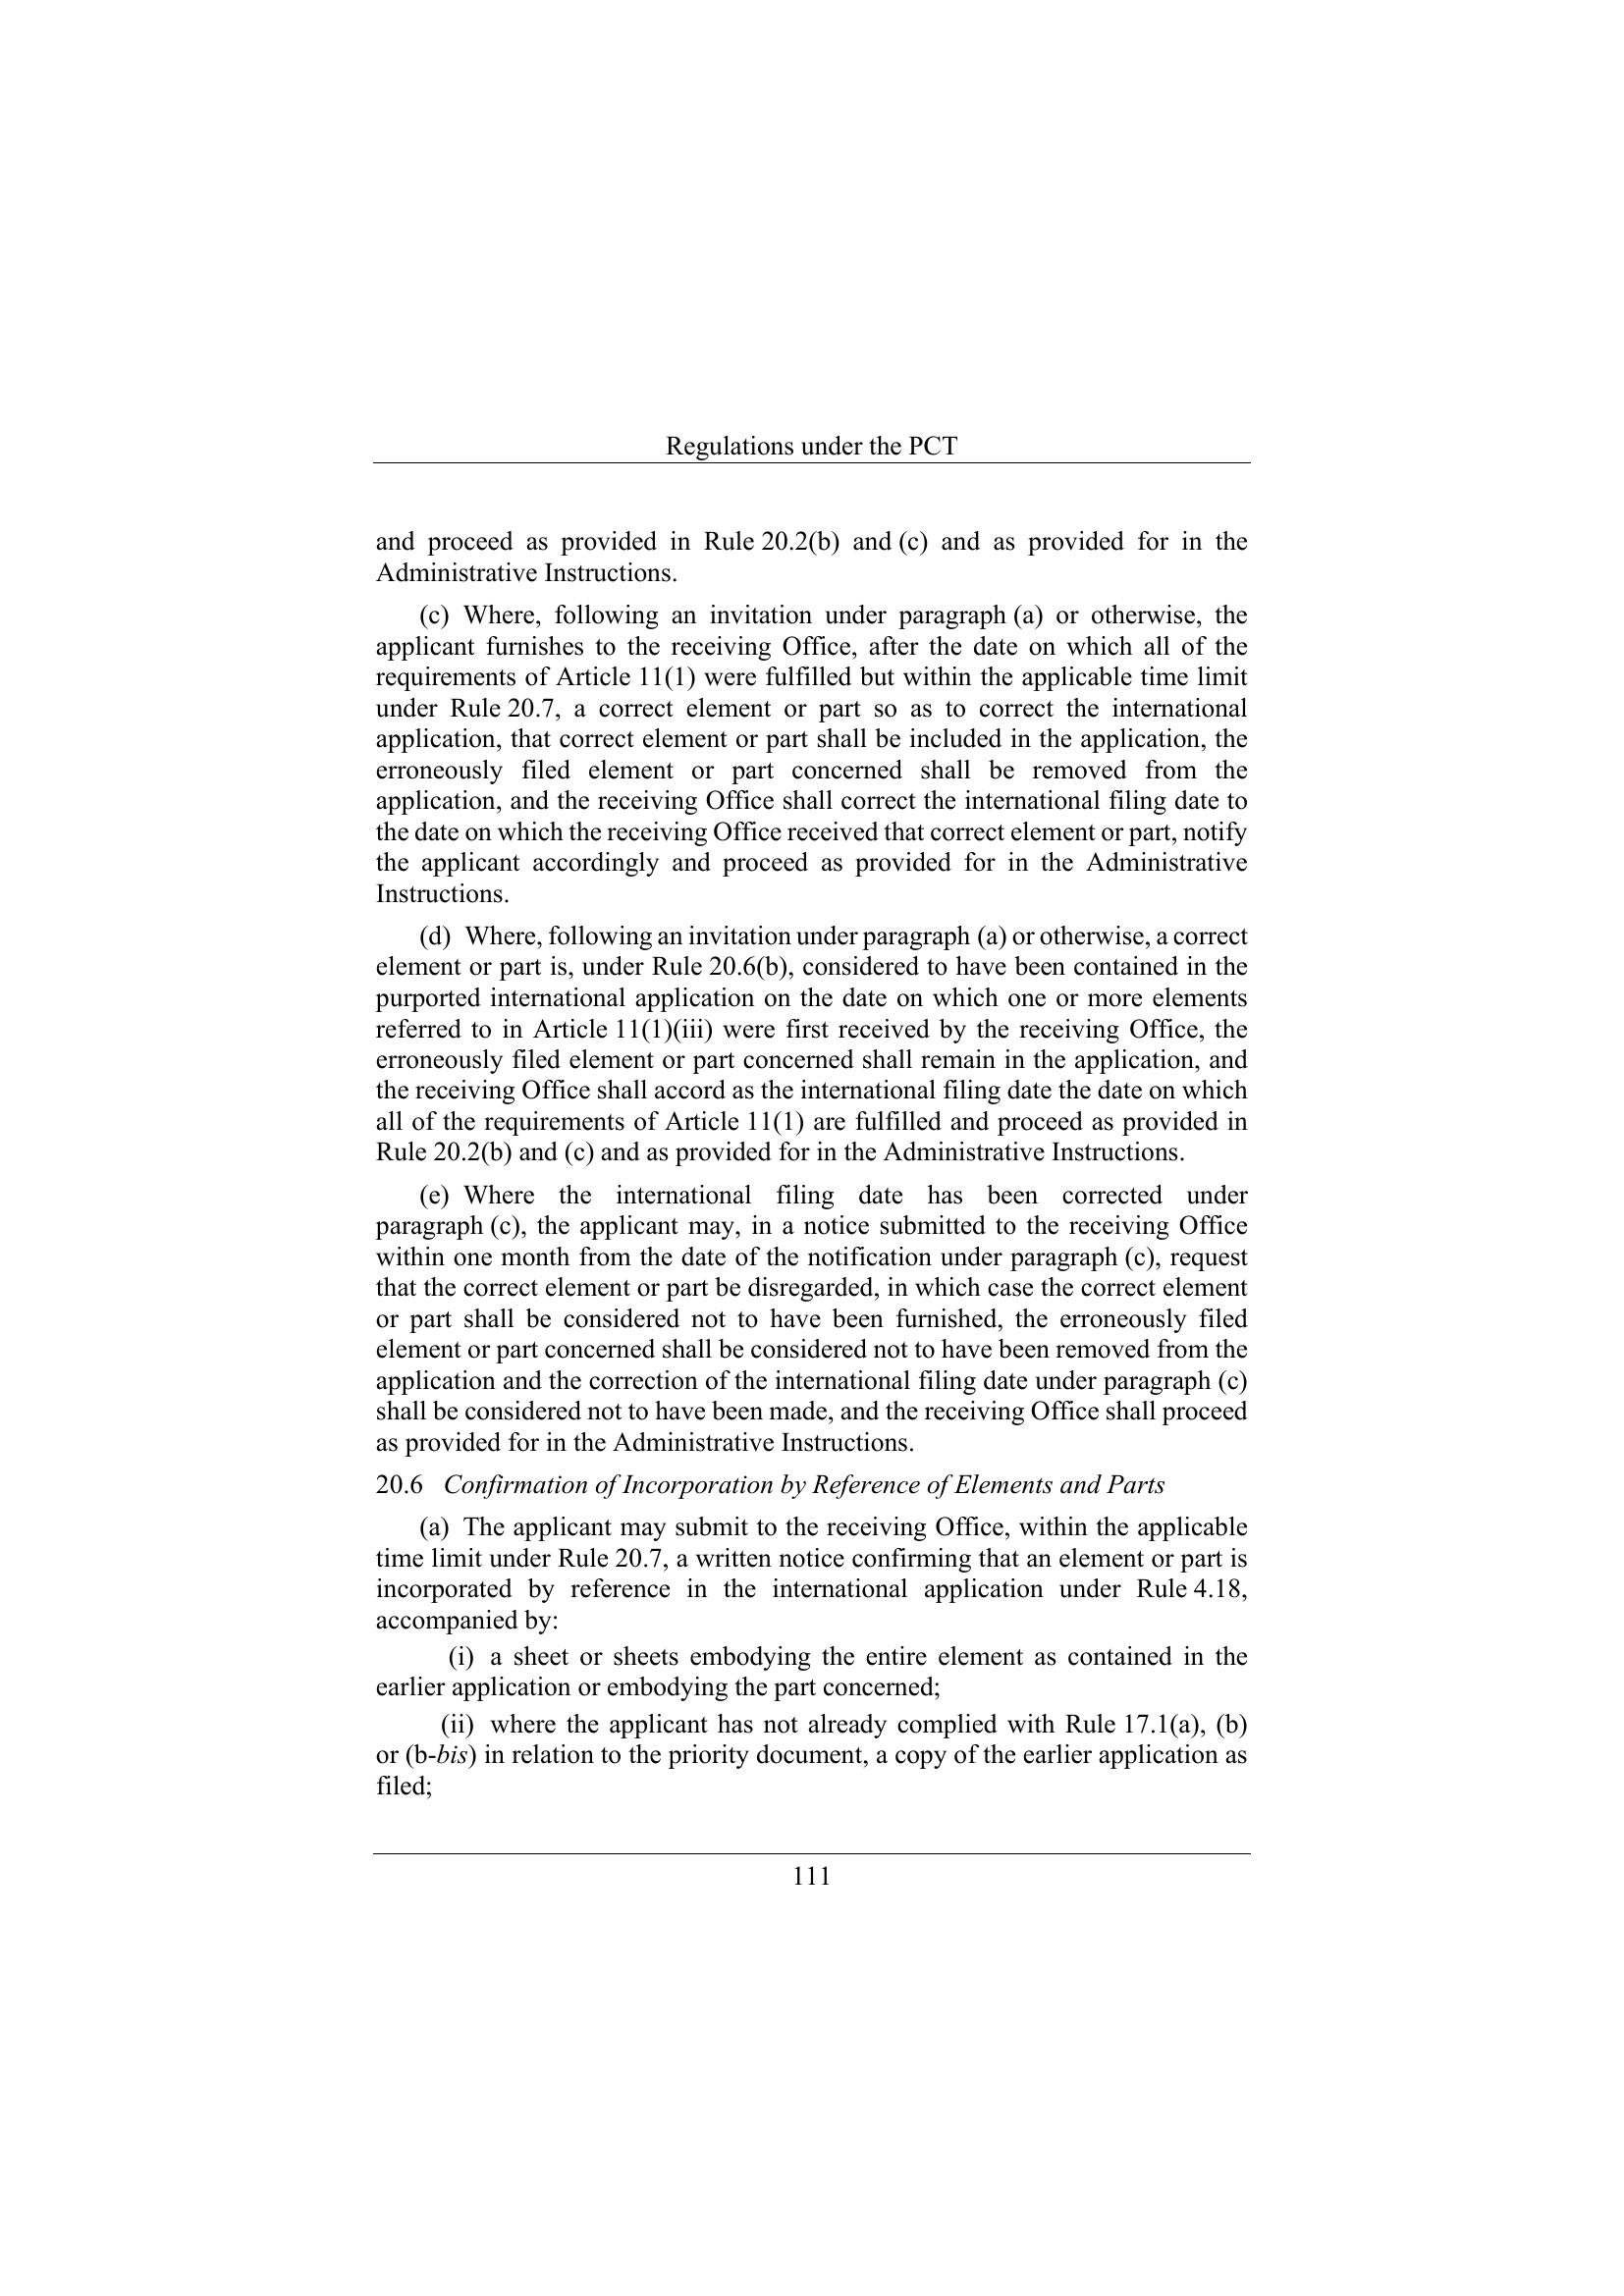 Regulations under the PCT
and proceed as provided in Rule 20.2(b) and (c) and as provided for in the
Administrative Instructions.
(c) Where, following an invitation under paragraph (a) or otherwise, the
applicant furnishes to the receiving Office, after the date on which all of the
requirements of Article 11(1) were fulfilled but within the applicable time limit
under Rule 20.7, a correct element or part so as to correct the international
application, that correct element or part shall be included in the application, the
erroneously filed element or part concerned shall be removed from the
application, and the receiving Office shall correct the international filing date to
the date on which the receiving Office received that correct element or part, notify
the applicant accordingly and proceed as provided for in the Administrative
Instructions.
(d) Where, following an invitation under paragraph (a) or otherwise, a correct
element or part is, under Rule 20.6(b), considered to have been contained in the
purported international application on the date on which one or more elements
referred to in Article 11(1)(iii) were first received by the receiving Office, the
erroneously filed element or part concerned shall remain in the application, and
the receiving Office shall accord as the international filing date the date on which
all of the requirements of Article 11(1) are fulfilled and proceed as provided in
Rule 20.2(b) and (c) and as provided for in the Administrative Instructions.
(e) Where the international filing date has been corrected under
paragraph (c), the applicant may, in a notice submitted to the receiving Office
within one month from the date of the notification under paragraph (c), request
that the correct element or part be disregarded, in which case the correct element
or part shall be considered not to have been furnished, the erroneously filed
element or part concerned shall be considered not to have been removed from the
application and the correction of the international filing date under paragraph (c)
shall be considered not to have been made, and the receiving Office shall proceed
as provided for in the Administrative Instructions.
20.6 Confirmation of Incorporation by Reference of Elements and Parts
(a) The applicant may submit to the receiving Office, within the applicable
time limit under Rule 20.7, a written notice confirming that an element or part is
incorporated by reference in the international application under Rule 4.18,
accompanied by:
(i) a sheet or sheets embodying the entire element as contained in the
earlier application or embodying the part concerned;
(ii) where the applicant has not already complied with Rule 17.1(a), (b)
or (b-bis) in relation to the priority document, a copy of the earlier application as
filed;
111